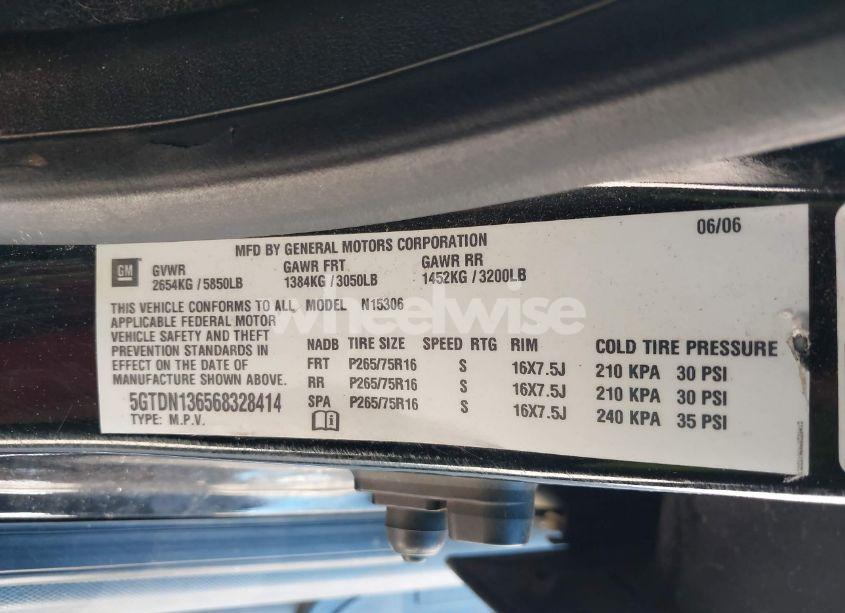 06/06
MFD BY GENERAL MOTORS CORPORATION
GM
GVWR GAWR FRT GAWR RR
2654KG / 5850LB 1384KG / 3050LB 1452KG / 3200LB
THIS VEHICLE CONFORMS TO ALL MODEL N15306
APPLICABLE FEDERAL MOTOR
VEHICLE SAFETY AND THEFT
PREVENTION STANDARDS IN
EFFECT ON THE DATE OF
MANUFACTURE SHOWN ABOVE.
5GTDN136568328414
TYPE: M.P.V.
NADB TIRE SIZE SPEED RTG RIM COLD TIRE PRESSURE
FRT P265/75R16 S 16X7.5J 210 KPA 30 PSI
RR P265/75R16 S 16X7.5J 210 KPA 30 PSI
SPA P265/75R16 S 16X7.5J 240 KPA 35 PSI
wheelwise